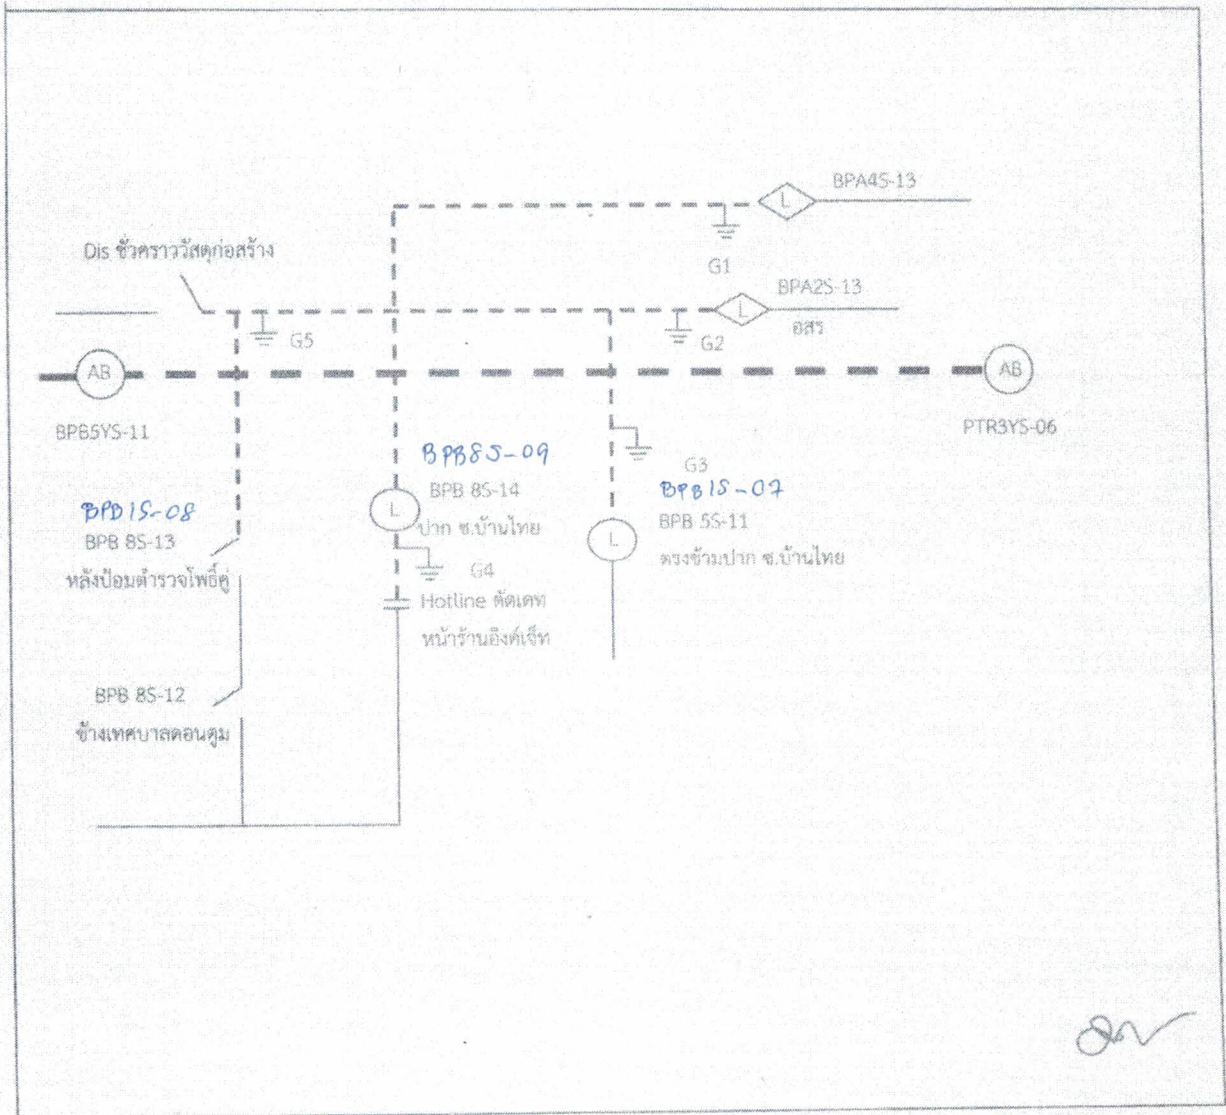 BPA4S-13
L
G1
Dis ชั่วคราววัสดุก่อสร้าง
BPA2S-13
L
อสร
G2
G5
AB
AB
BPB5YS-11
PTR3YS-06
BPB8S-09
BPB 8S-14
L
ปาก ซ.บ้านไทย
G3
BPB1S-07
BPB 5S-11
L
ตรงข้ามปาก ซ.บ้านไทย
BPB1S-08
BPB 8S-13
หลังป้อมตำรวจโพธิ์คู่
G4
Hotline ตัดเคท
หน้าร้านอิงค์เจ็ท
BPB 8S-12
ข้างเทศบาลดอนตูม